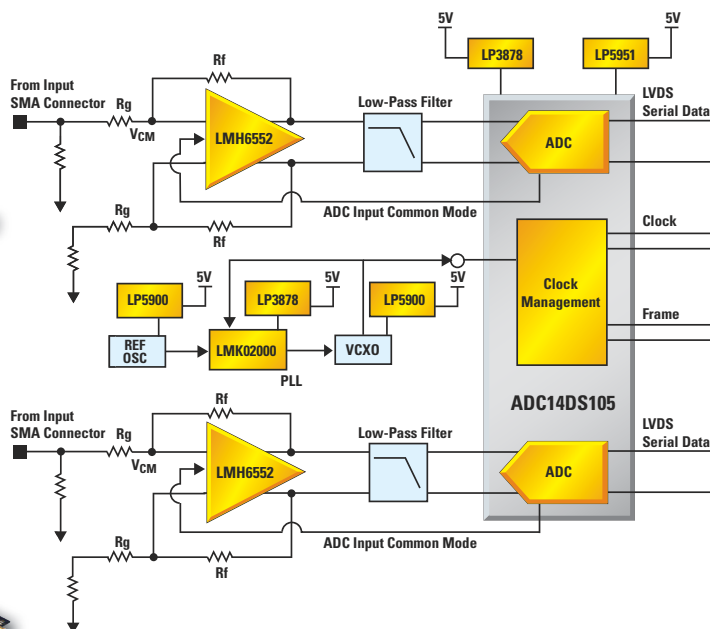 5V
5V
LP3878
LP5951
Rf
From Input
SMA Connector
Rg
VCM
LMH6552
Low-Pass Filter
ADC
LVDS
Serial Data
Rg
Rf
ADC Input Common Mode
Clock
5V
5V
5V
LP5900
LP3878
LP5900
Clock
Management
Frame
REF
OSC
LMK02000
VCXO
PLL
ADC14DS105
Rf
From Input
SMA Connector
Rg
VCM
LMH6552
Low-Pass Filter
ADC
LVDS
Serial Data
Rg
Rf
ADC Input Common Mode